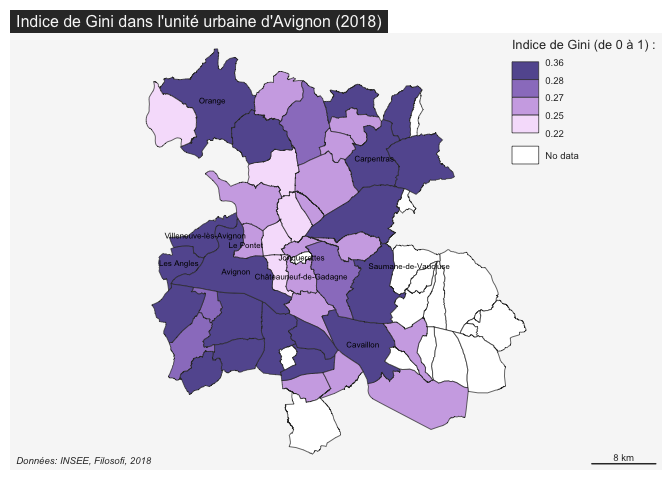 Indice de Gini dans l'unité urbaine d'Avignon (2018)
Indice de Gini (de 0 à 1) :
0.36
0.28
0.27
0.25
0.22
No data
Orange
Carpentras
Villeneuve-lès-Avignon
Le Pontet
Jonquerettes
Les Angles
Avignon
Châteauneuf-de-Gadagne
Saumane-de-Vaucluse
Cavaillon
Données: INSEE, Filosofi, 2018
8 km